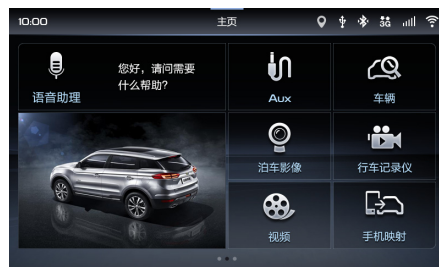 10:00
主页
3G
您好，请问需要
什么帮助?
语音助理
Aux
车辆
泊车影像
行车记录仪
视频
手机映射